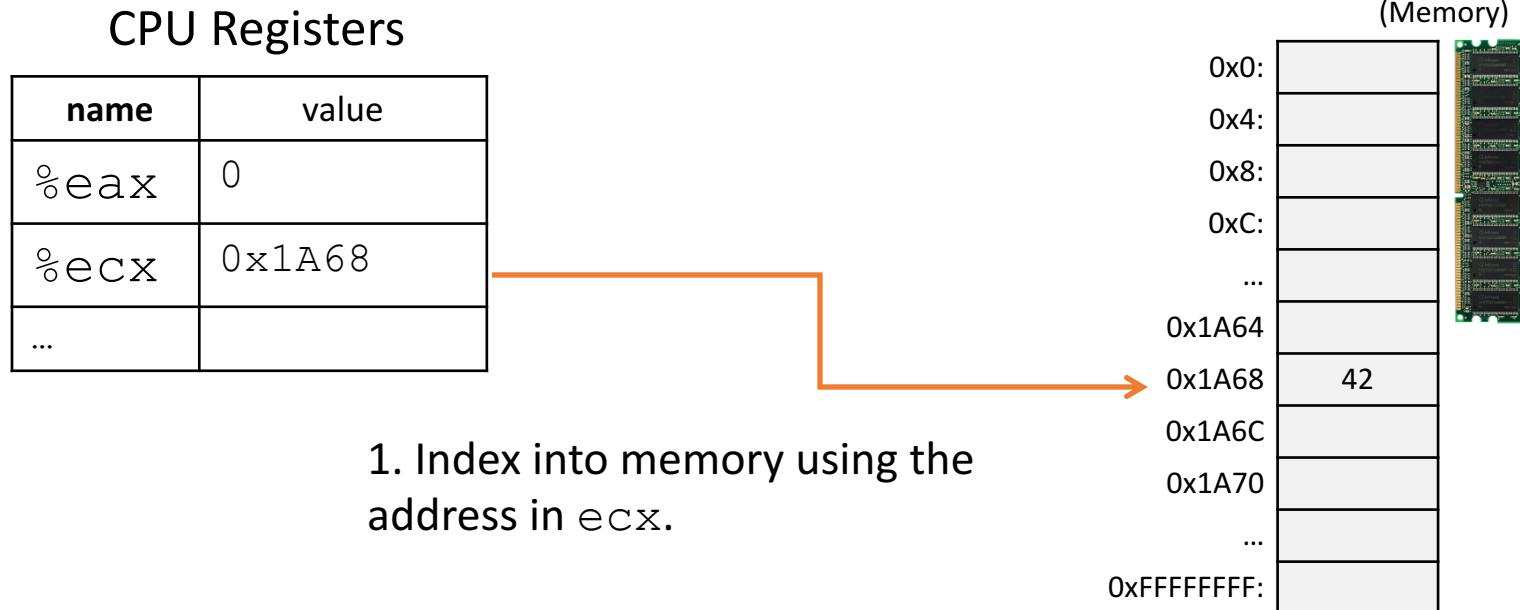 CPU Registers
name value
%eax 0
%ecx 0x1A68
…
1. Index into memory using the
address in ecx.
(Memory)
0x0:
0x4:
0x8:
0xC:
…
0x1A64
0x1A68 42
0x1A6C
0x1A70
…
0xFFFFFFFF: